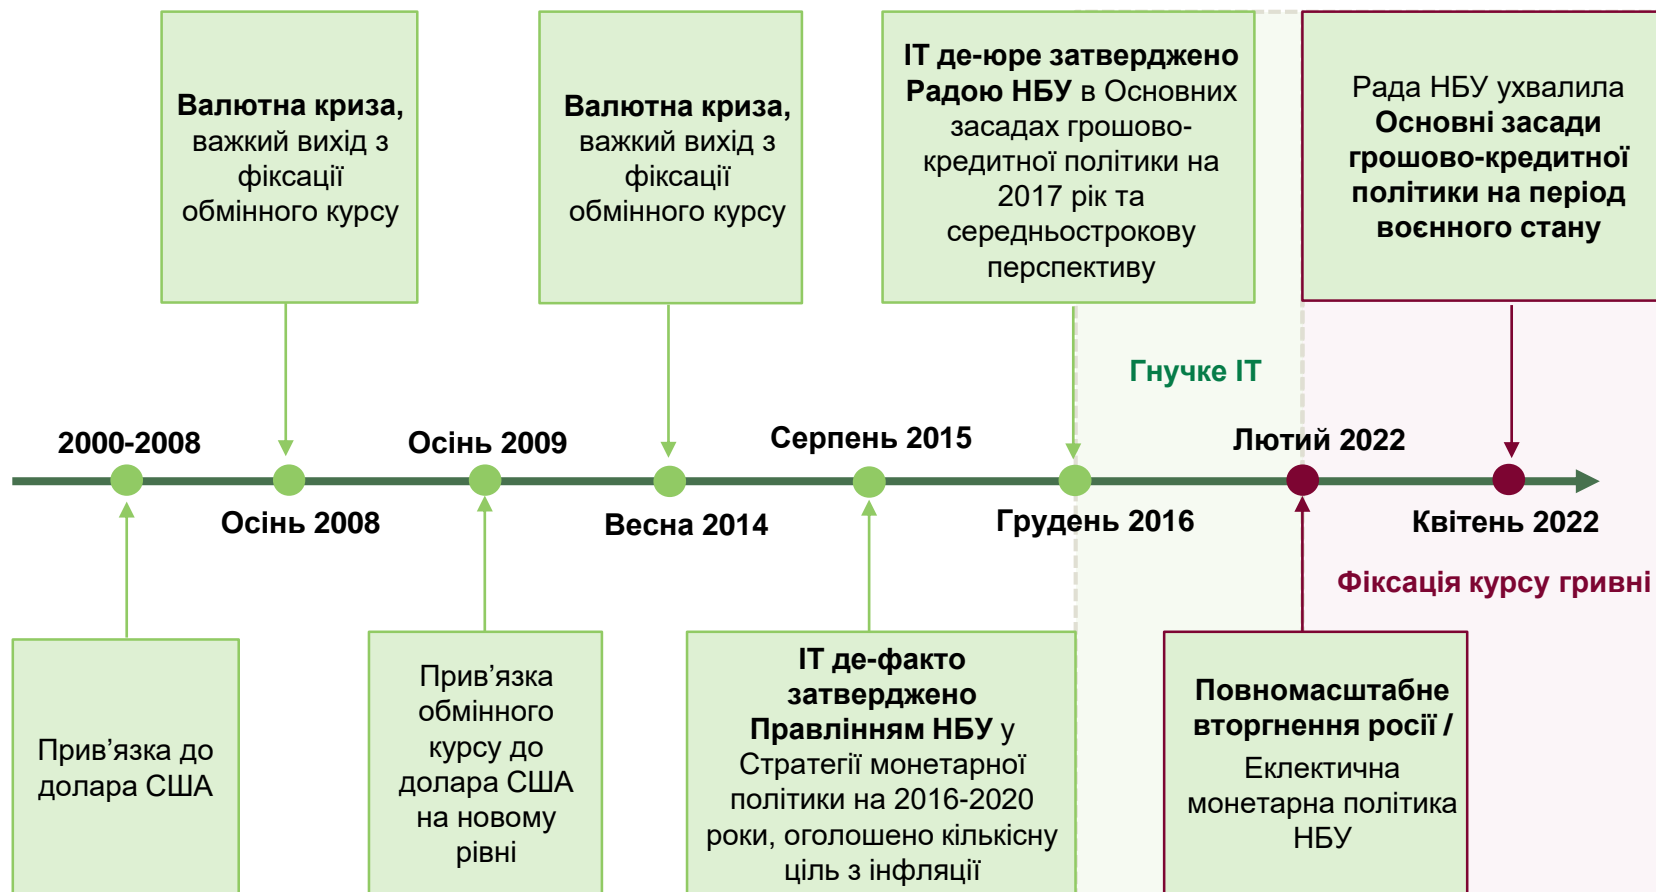 Валютна криза,
важкий вихід з
фіксації
обмінного курсу
Валютна криза,
важкий вихід з
фіксації
обмінного курсу
ІТ де-юре затверджено
Радою НБУ в Основних
засадах грошово-
кредитної політики на
2017 рік та
середньострокову
перспективу
Рада НБУ ухвалила
Основні засади
грошово-кредитної
політики на період
воєнного стану
Гнучке ІТ
2000-2008
Осінь 2008
Осінь 2009
Весна 2014
Серпень 2015
Грудень 2016
Лютий 2022
Квітень 2022
Фіксація курсу гривні
Прив’язка до
долара США
Прив’язка
обмінного
курсу до
долара США
на новому
рівні
ІТ де-факто
затверджено
Правлінням НБУ у
Стратегії монетарної
політики на 2016-2020
роки, оголошено кількісну
ціль з інфляції
Повномасштабне
вторгнення росії /
Еклектична
монетарна політика
НБУ